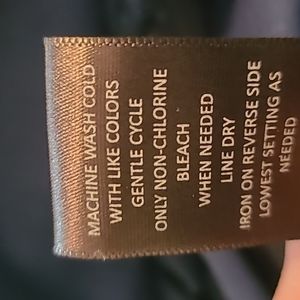 MACHINE WASH COLD
WITH LIKE COLORS
GENTLE CYCLE
ONLY NON-CHLORINE
BLEACH
WHEN NEEDED
LINE DRY
IRON ON REVERSE SIDE
LOWEST SETTING AS
NEEDED